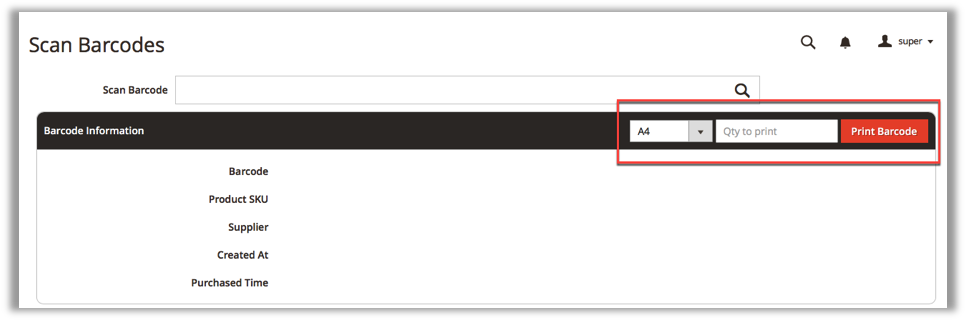 Scan Barcodes
super
Scan Barcode
Barcode Information
A4
Qty to print
Print Barcode
Barcode
Product SKU
Supplier
Created At
Purchased Time